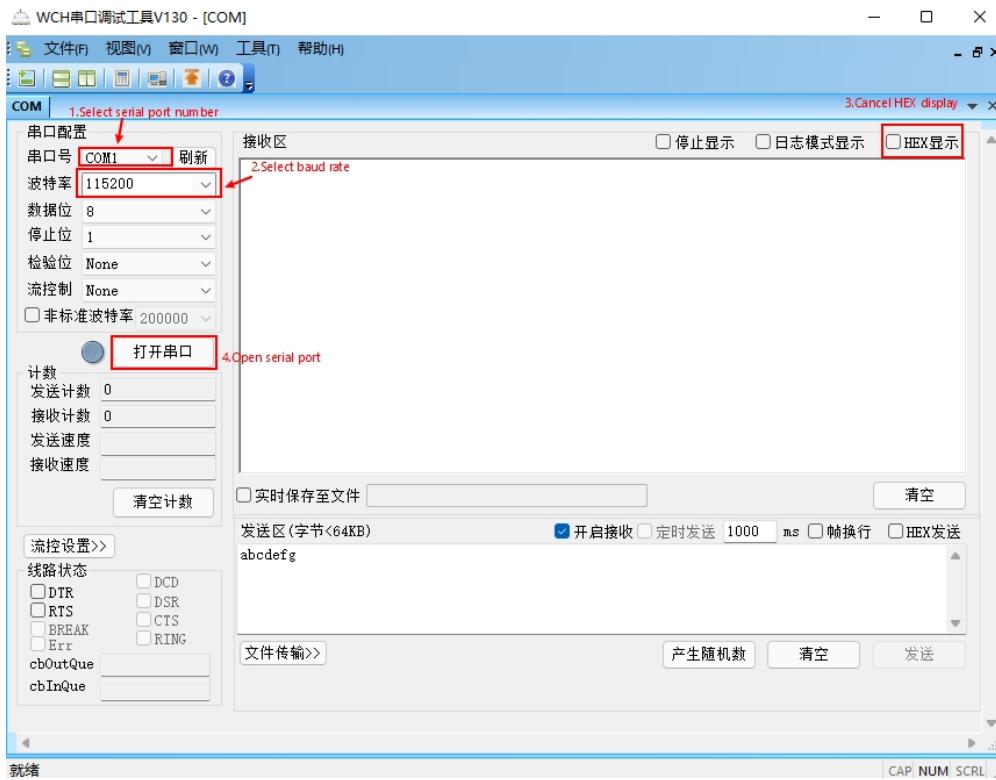 WCH串口调试工具V130 - [COM]
文件(F) 视图(V) 窗口(W) 工具(T) 帮助(H)
COM
1.Select serial port number
3.Cancel HEX display
串口配置
串口号 COM1 刷新
接收区 停止显示 日志模式显示 HEX显示
2.Select baud rate
波特率 115200
数据位 8
停止位 1
检验位 None
流控制 None
非标准波特率 200000
打开串口
4.Open serial port
计数
发送计数 0
接收计数 0
发送速度
接收速度
清空计数
实时保存至文件 清空
发送区(字节<64KB) 开启接收 定时发送 1000 ms 帧换行 HEX发送
abcdefg
流控设置>>
线路状态
DTR DCD
RTS DSR
BREAK CTS
Err RING
cbOutQue
cbInQue
文件传输>> 产生随机数 清空 发送
就绪
CAP NUM SCRL